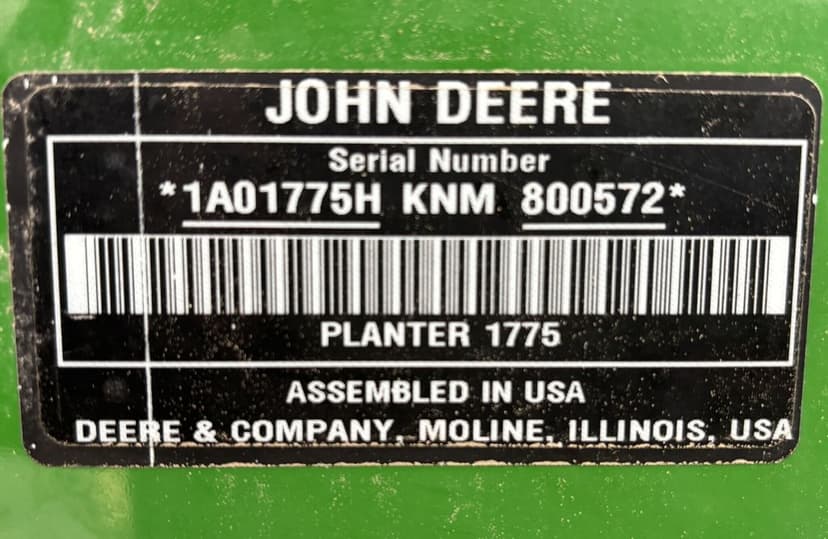 JOHN DEERE
Serial Number
*1A01775H KNM 800572*
PLANTER 1775
ASSEMBLED IN USA
DEERE & COMPANY, MOLINE, ILLINOIS, USA